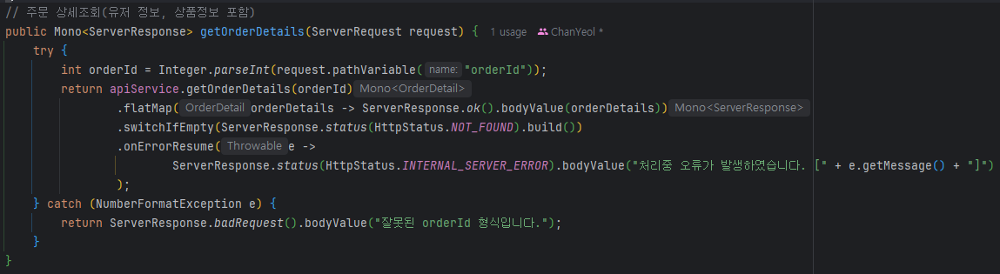 // 주문 상세조회(유저 정보, 상품정보 포함)
public Mono<ServerResponse> getOrderDetails(ServerRequest request) { 1 usage ChanYeol *
    try {
        int orderId = Integer.parseInt(request.pathVariable( name: "orderId"));
        return apiService.getOrderDetails(orderId) Mono<OrderDetail>
                .flatMap( OrderDetail orderDetails -> ServerResponse.ok().bodyValue(orderDetails)) Mono<ServerResponse>
                .switchIfEmpty(ServerResponse.status(HttpStatus.NOT_FOUND).build())
                .onErrorResume( Throwable e ->
                        ServerResponse.status(HttpStatus.INTERNAL_SERVER_ERROR).bodyValue("처리중 오류가 발생하였습니다. [" + e.getMessage() + "]")
                );
    } catch (NumberFormatException e) {
        return ServerResponse.badRequest().bodyValue("잘못된 orderId 형식입니다.");
    }
}